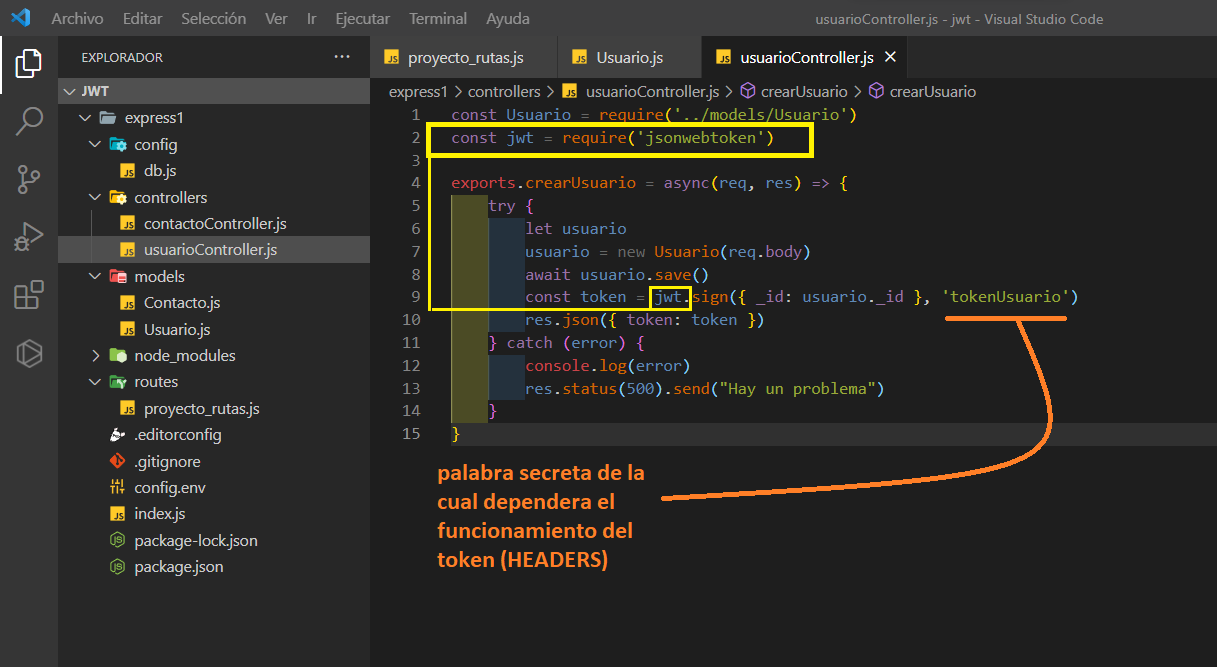 Archivo Editar Selección Ver Ir Ejecutar Terminal Ayuda usuarioController.js - jwt - Visual Studio Code
EXPLORADOR ...
JWT
express1
config
JS db.js
controllers
JS contactoController.js
JS usuarioController.js
models
JS Contacto.js
JS Usuario.js
node_modules
routes
JS proyecto_rutas.js
.editorconfig
.gitignore
config.env
JS index.js
package-lock.json
package.json
JS proyecto_rutas.js JS Usuario.js JS usuarioController.js
express1 > controllers > JS usuarioController.js > crearUsuario > crearUsuario
1 const Usuario = require('../models/Usuario')
2 const jwt = require('jsonwebtoken')
3
4 exports.crearUsuario = async(req, res) => {
5 try {
6 let usuario
7 usuario = new Usuario(req.body)
8 await usuario.save()
9 const token = jwt.sign({ _id: usuario._id }, 'tokenUsuario')
10 res.json({ token: token })
11 } catch (error) {
12 console.log(error)
13 res.status(500).send("Hay un problema")
14 }
15 }
palabra secreta de la
cual dependera el
funcionamiento del
token (HEADERS)